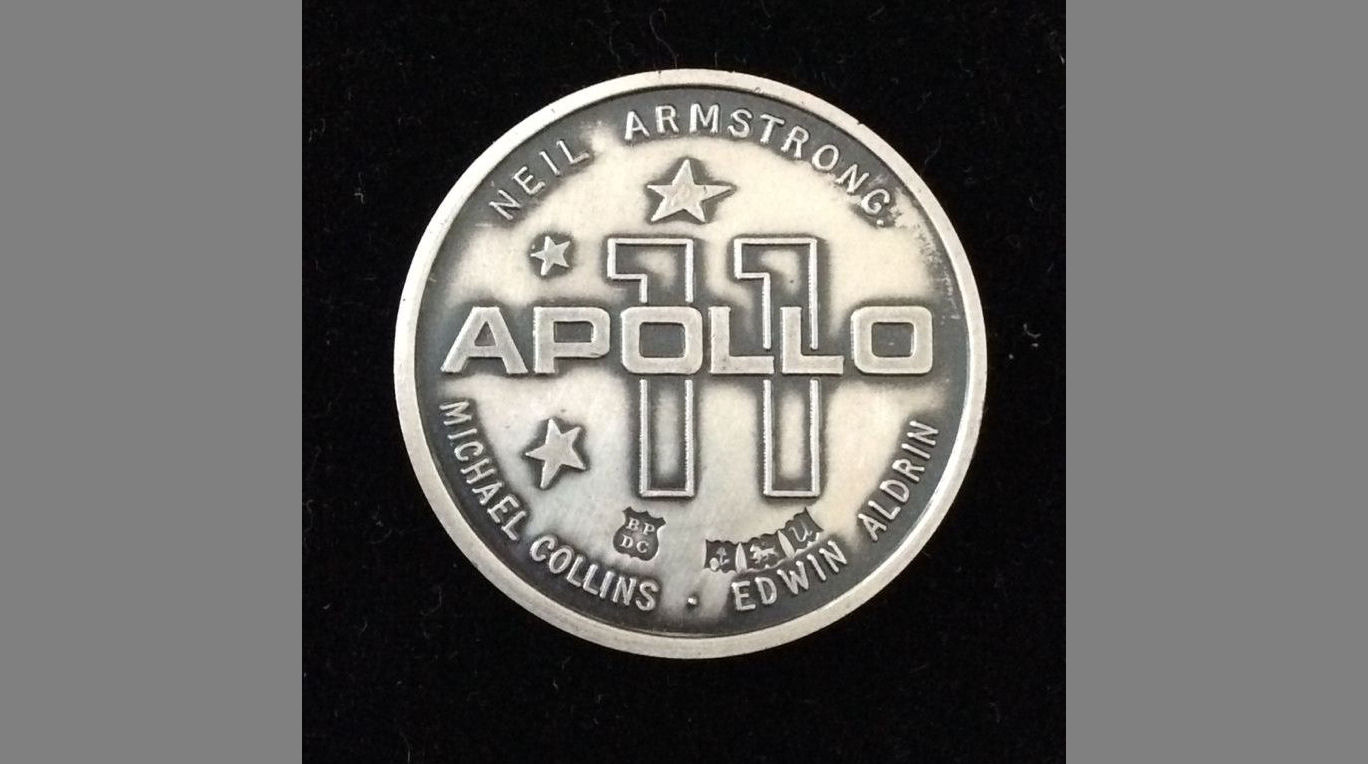 NEIL ARMSTRONG.
11
APOLLO
MICHAEL COLLINS . EDWIN ALDRIN
B.P
D C
U